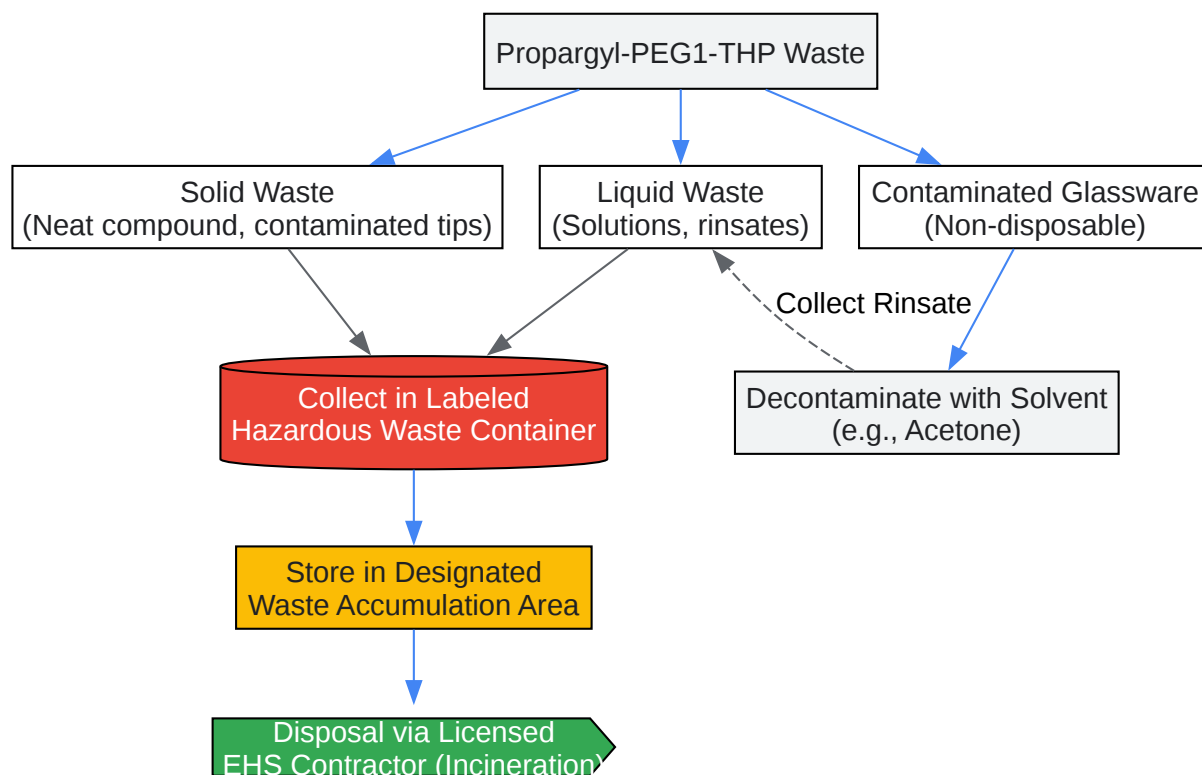 Propargyl-PEG1-THP Waste
Solid Waste
(Neat compound, contaminated tips)
Liquid Waste
(Solutions, rinsates)
Contaminated Glassware
(Non-disposable)
Collect Rinsate
Collect in Labeled
Hazardous Waste Container
Decontaminate with Solvent
(e.g., Acetone)
Store in Designated
Waste Accumulation Area
Disposal via Licensed
EHS Contractor (Incineration)